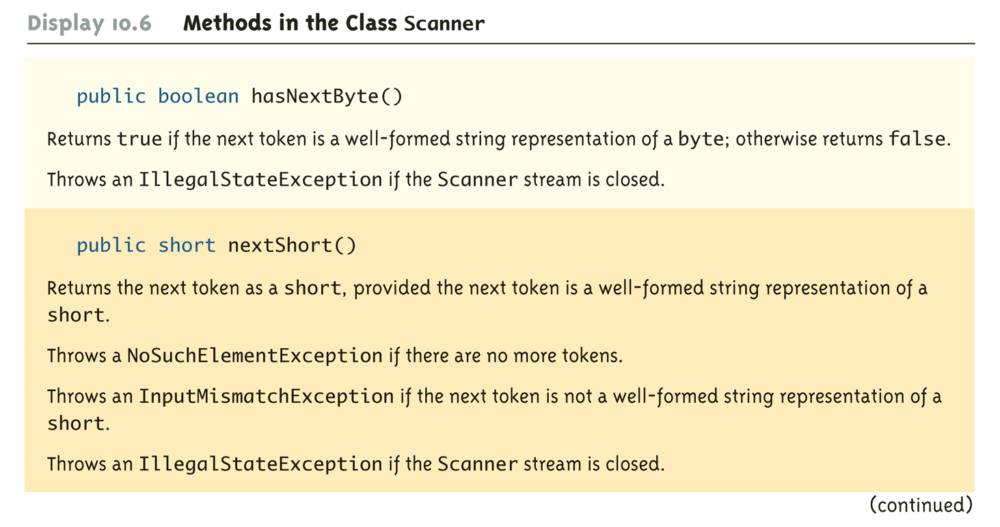 Display 10.6 Methods in the Class Scanner
public boolean hasNextByte()
Returns true if the next token is a well-formed string representation of a byte; otherwise returns false.
Throws an IllegalStateException if the Scanner stream is closed.
public short nextShort()
Returns the next token as a short, provided the next token is a well-formed string representation of a
short.
Throws a NoSuchElementException if there are no more tokens.
Throws an InputMismatchException if the next token is not a well-formed string representation of a
short.
Throws an IllegalStateException if the Scanner stream is closed.
(continued)